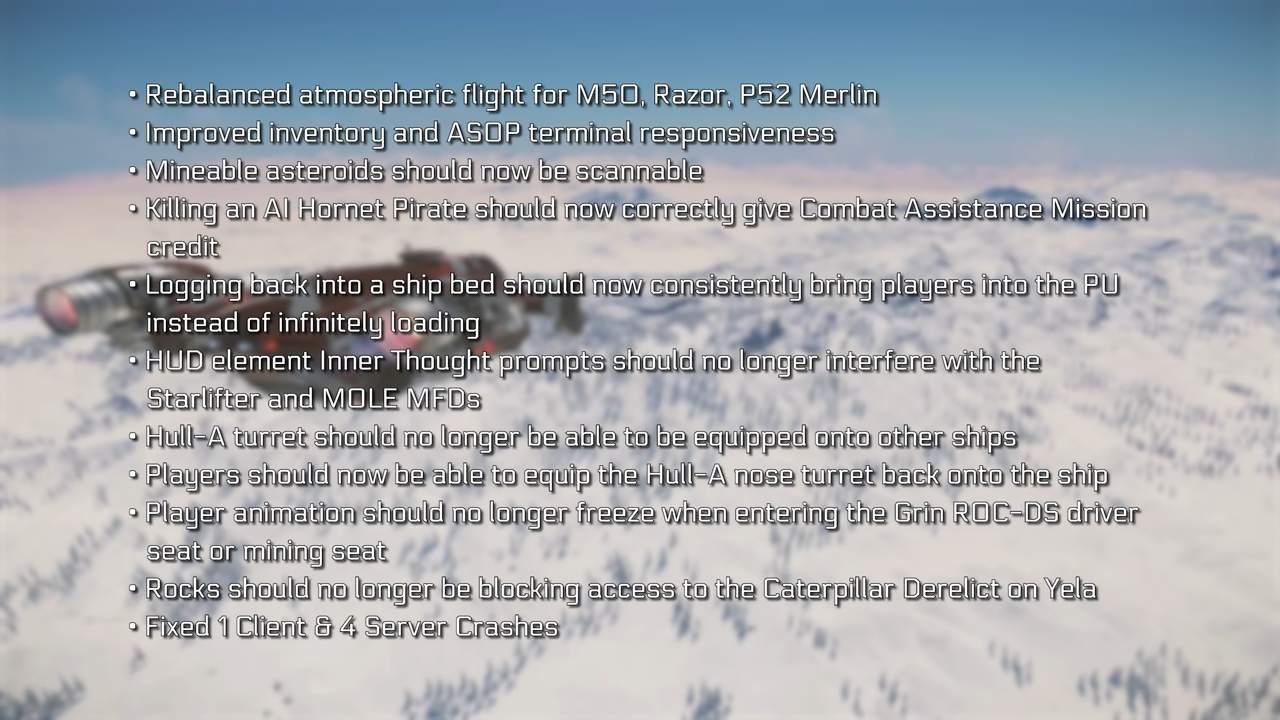 • Rebalanced atmospheric flight for M50, Razor, P52 Merlin
• Improved inventory and ASOP terminal responsiveness
• Mineable asteroids should now be scannable
• Killing an AI Hornet Pirate should now correctly give Combat Assistance Mission
credit
• Logging back into a ship bed should now consistently bring players into the PU
instead of infinitely loading
• HUD element Inner Thought prompts should no longer interfere with the
Starlifter and MOLE MFDs
• Hull-A turret should no longer be able to be equipped onto other ships
• Players should now be able to equip the Hull-A nose turret back onto the ship
• Player animation should no longer freeze when entering the Grin ROC-DS driver
seat or mining seat
• Rocks should no longer be blocking access to the Caterpillar Derelict on Yela
• Fixed 1 Client & 4 Server Crashes